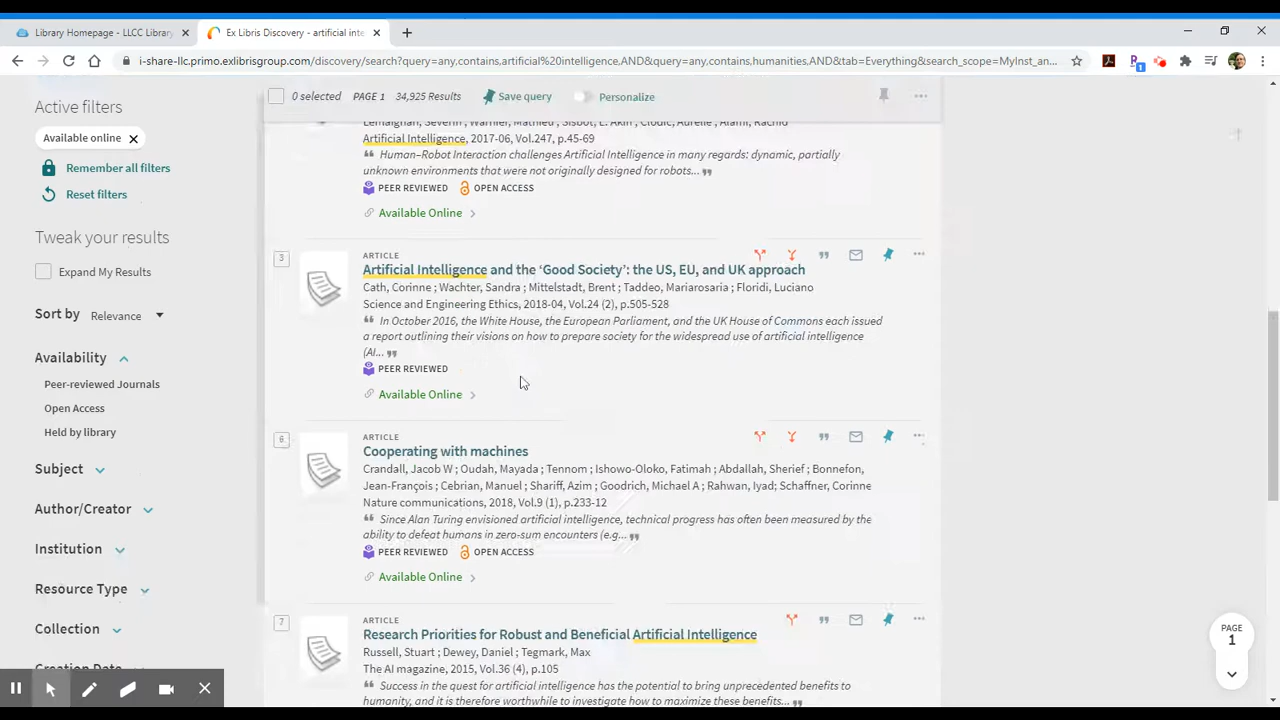 Library Homepage - LLCC Library
Ex Libris Discovery - artificial inte
i-share-llc.primo.exlibrisgroup.com/discovery/search?query=any,contains,artificial%20intelligence,AND&query=any,contains,humanities,AND&tab=Everything&search_scope=MyInst_an...
Active filters
Available online
Remember all filters
Reset filters
Tweak your results
Expand My Results
Sort by Relevance
Availability
Peer-reviewed Journals
Open Access
Held by library
Subject
Author/Creator
Institution
Resource Type
Collection
Creation Date
0 selected PAGE 1 34,925 Results Save query Personalize
Lemaignan, Séverin ; Warnier, Mathieu ; Sisbot, E. Akin ; Clodic, Aurélie ; Alami, Rachid
Artificial Intelligence, 2017-06, Vol.247, p.45-69
Human–Robot Interaction challenges Artificial Intelligence in many regards: dynamic, partially
unknown environments that were not originally designed for robots...
PEER REVIEWED OPEN ACCESS
Available Online
3
ARTICLE
Artificial Intelligence and the ‘Good Society’: the US, EU, and UK approach
Cath, Corinne ; Wachter, Sandra ; Mittelstadt, Brent ; Taddeo, Mariarosaria ; Floridi, Luciano
Science and Engineering Ethics, 2018-04, Vol.24 (2), p.505-528
In October 2016, the White House, the European Parliament, and the UK House of Commons each issued
a report outlining their visions on how to prepare society for the widespread use of artificial intelligence
(AI...
PEER REVIEWED
Available Online
6
ARTICLE
Cooperating with machines
Crandall, Jacob W ; Oudah, Mayada ; Tennom ; Ishowo-Oloko, Fatimah ; Abdallah, Sherief ; Bonnefon,
Jean-François ; Cebrian, Manuel ; Shariff, Azim ; Goodrich, Michael A ; Rahwan, Iyad; Schaffner, Corinne
Nature communications, 2018, Vol.9 (1), p.233-12
Since Alan Turing envisioned artificial intelligence, technical progress has often been measured by the
ability to defeat humans in zero-sum encounters (e.g...
PEER REVIEWED OPEN ACCESS
Available Online
7
ARTICLE
Research Priorities for Robust and Beneficial Artificial Intelligence
Russell, Stuart ; Dewey, Daniel ; Tegmark, Max
The AI magazine, 2015, Vol.36 (4), p.105
Success in the quest for artificial intelligence has the potential to bring unprecedented benefits to
humanity, and it is therefore worthwhile to investigate how to maximize these benefits...
PAGE
1